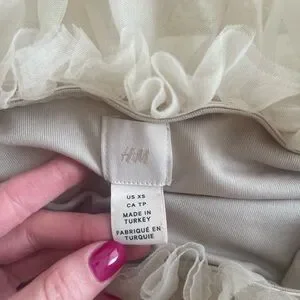 H&M
US XS
CA TP
MADE IN
TURKEY
FABRIQUÉ EN
TURQUIE